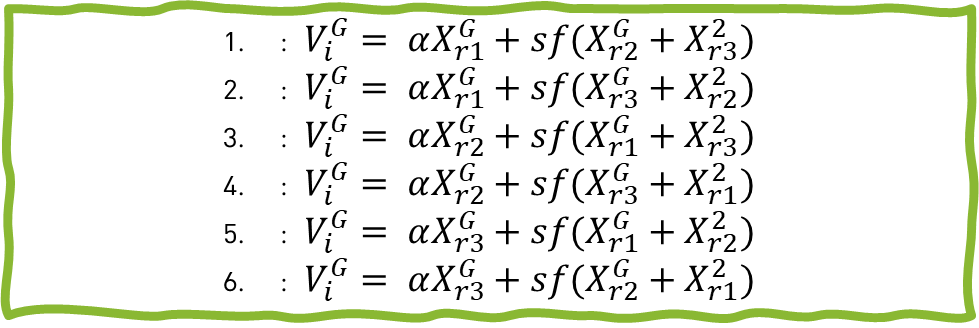 1. : V_i^G = αX_{r1}^G + sf(X_{r2}^G + X_{r3}^2)
2. : V_i^G = αX_{r1}^G + sf(X_{r3}^G + X_{r2}^2)
3. : V_i^G = αX_{r2}^G + sf(X_{r1}^G + X_{r3}^2)
4. : V_i^G = αX_{r2}^G + sf(X_{r3}^G + X_{r1}^2)
5. : V_i^G = αX_{r3}^G + sf(X_{r1}^G + X_{r2}^2)
6. : V_i^G = αX_{r3}^G + sf(X_{r2}^G + X_{r1}^2)